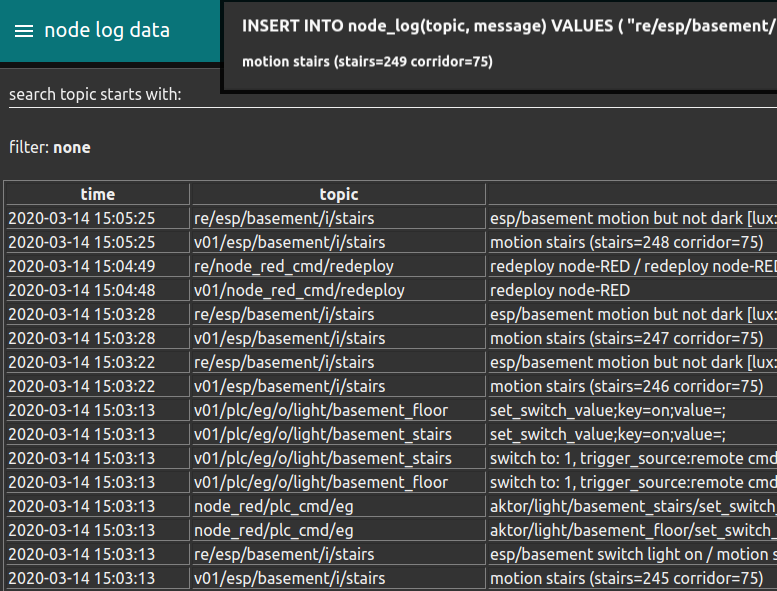 node log data
INSERT INTO node_log(topic, message) VALUES ( "re/esp/basement/
motion stairs (stairs=249 corridor=75)
search topic starts with:
filter: none
time topic
2020-03-14 15:05:25 re/esp/basement/i/stairs esp/basement motion but not dark [lux:
2020-03-14 15:05:25 v01/esp/basement/i/stairs motion stairs (stairs=248 corridor=75)
2020-03-14 15:04:49 re/node_red_cmd/redeploy redeploy node-RED / redeploy node-RED
2020-03-14 15:04:48 v01/node_red_cmd/redeploy redeploy node-RED
2020-03-14 15:03:28 re/esp/basement/i/stairs esp/basement motion but not dark [lux:
2020-03-14 15:03:28 v01/esp/basement/i/stairs motion stairs (stairs=247 corridor=75)
2020-03-14 15:03:22 re/esp/basement/i/stairs esp/basement motion but not dark [lux:
2020-03-14 15:03:22 v01/esp/basement/i/stairs motion stairs (stairs=246 corridor=75)
2020-03-14 15:03:13 v01/plc/eg/o/light/basement_floor set_switch_value;key=on;value=;
2020-03-14 15:03:13 v01/plc/eg/o/light/basement_stairs set_switch_value;key=on;value=;
2020-03-14 15:03:13 v01/plc/eg/o/light/basement_stairs switch to: 1, trigger_source:remote cmd
2020-03-14 15:03:13 v01/plc/eg/o/light/basement_floor switch to: 1, trigger_source:remote cmd
2020-03-14 15:03:13 node_red/plc_cmd/eg aktor/light/basement_stairs/set_switch_
2020-03-14 15:03:13 node_red/plc_cmd/eg aktor/light/basement_floor/set_switch_
2020-03-14 15:03:13 re/esp/basement/i/stairs esp/basement switch light on / motion s
2020-03-14 15:03:13 v01/esp/basement/i/stairs motion stairs (stairs=245 corridor=75)